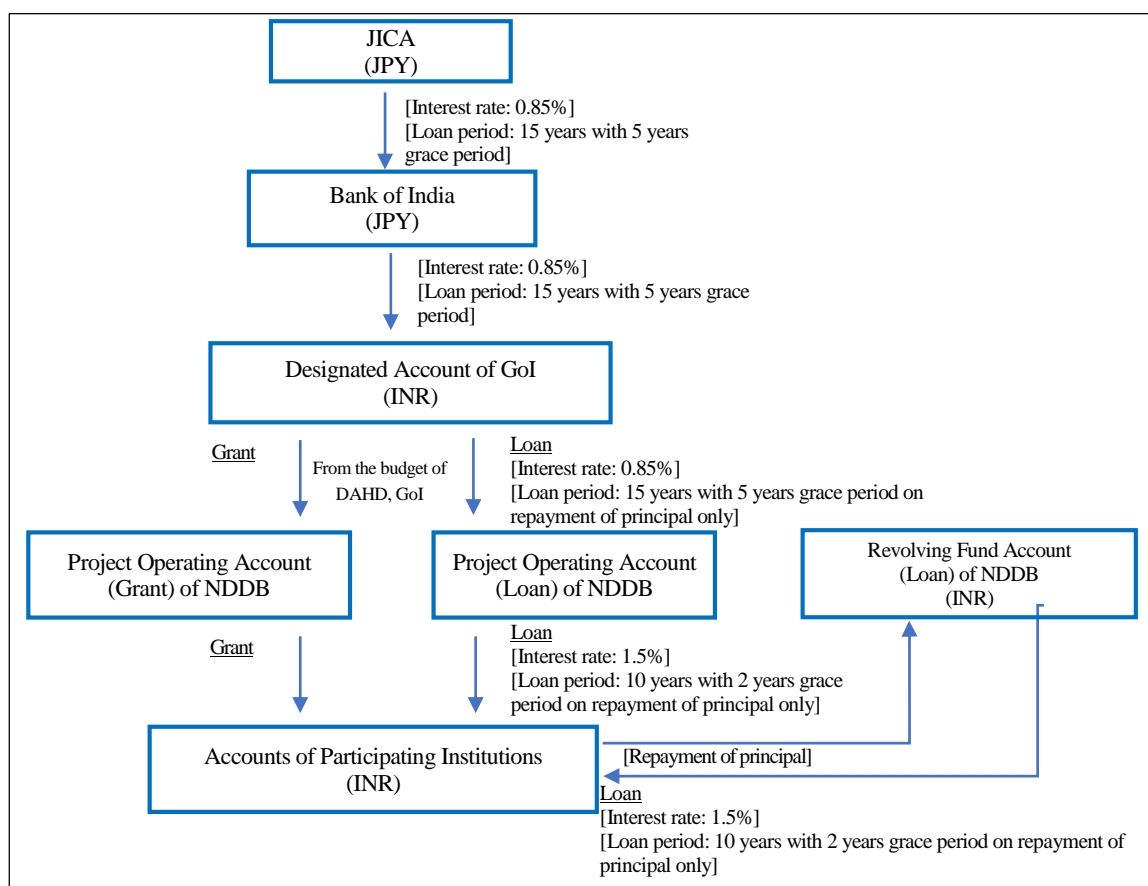 JICA
(JPY)
[Interest rate: 0.85%]
[Loan period: 15 years with 5 years
grace period]
Bank of India
(JPY)
[Interest rate: 0.85%]
[Loan period: 15 years with 5 years grace
period]
Designated Account of GoI
(INR)
Grant
From the budget of
DAHD, GoI
Loan
[Interest rate: 0.85%]
[Loan period: 15 years with 5 years grace period on
repayment of principal only]
Project Operating Account
(Grant) of NDDB
Project Operating Account
(Loan) of NDDB
Revolving Fund Account
(Loan) of NDDB
(INR)
Grant
Loan
[Interest rate: 1.5%]
[Loan period: 10 years with 2 years grace
period on repayment of principal only]
Accounts of Participating Institutions
(INR)
[Repayment of principal]
Loan
[Interest rate: 1.5%]
[Loan period: 10 years with 2 years grace period on repayment of
principal only]